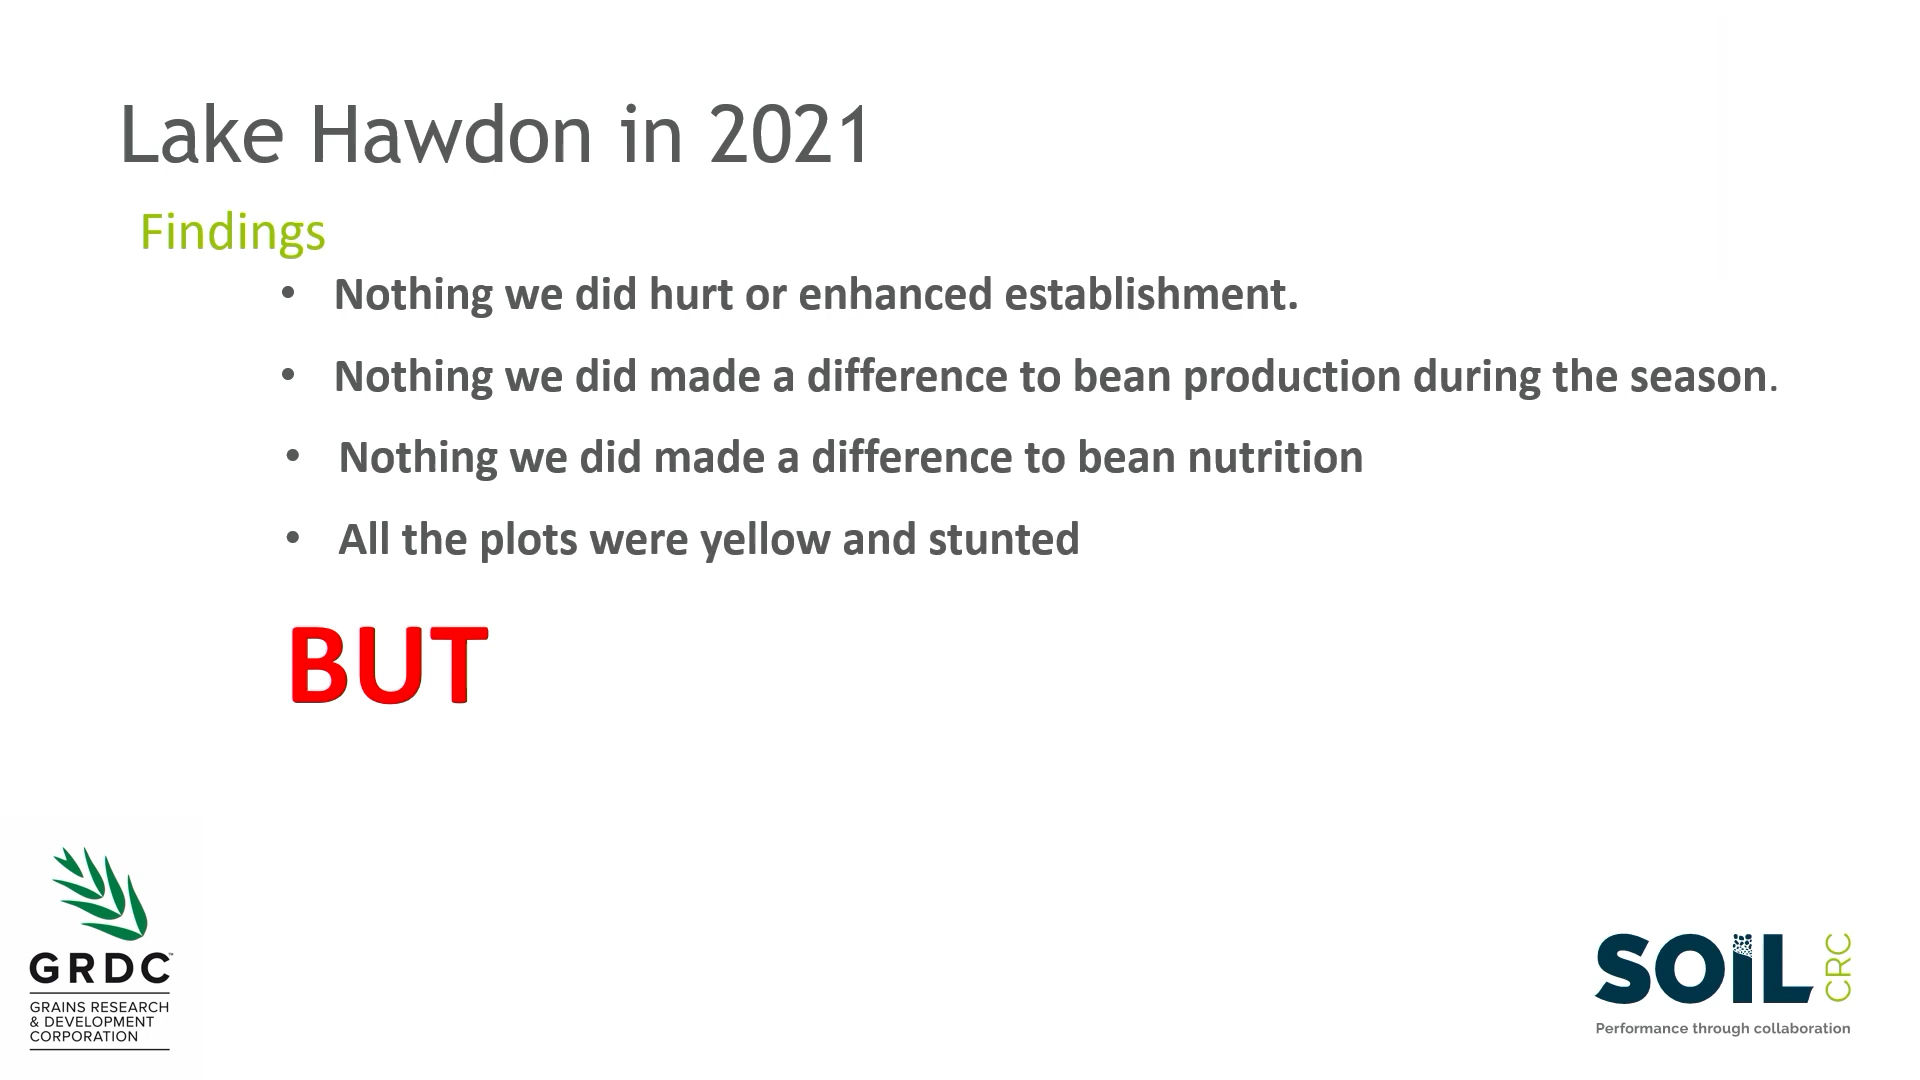 Lake Hawdon in 2021
Findings
• Nothing we did hurt or enhanced establishment.
• Nothing we did made a difference to bean production during the season.
• Nothing we did made a difference to bean nutrition
• All the plots were yellow and stunted
BUT
GRDC™
GRAINS RESEARCH
& DEVELOPMENT
CORPORATION
SOiL CRC
Performance through collaboration